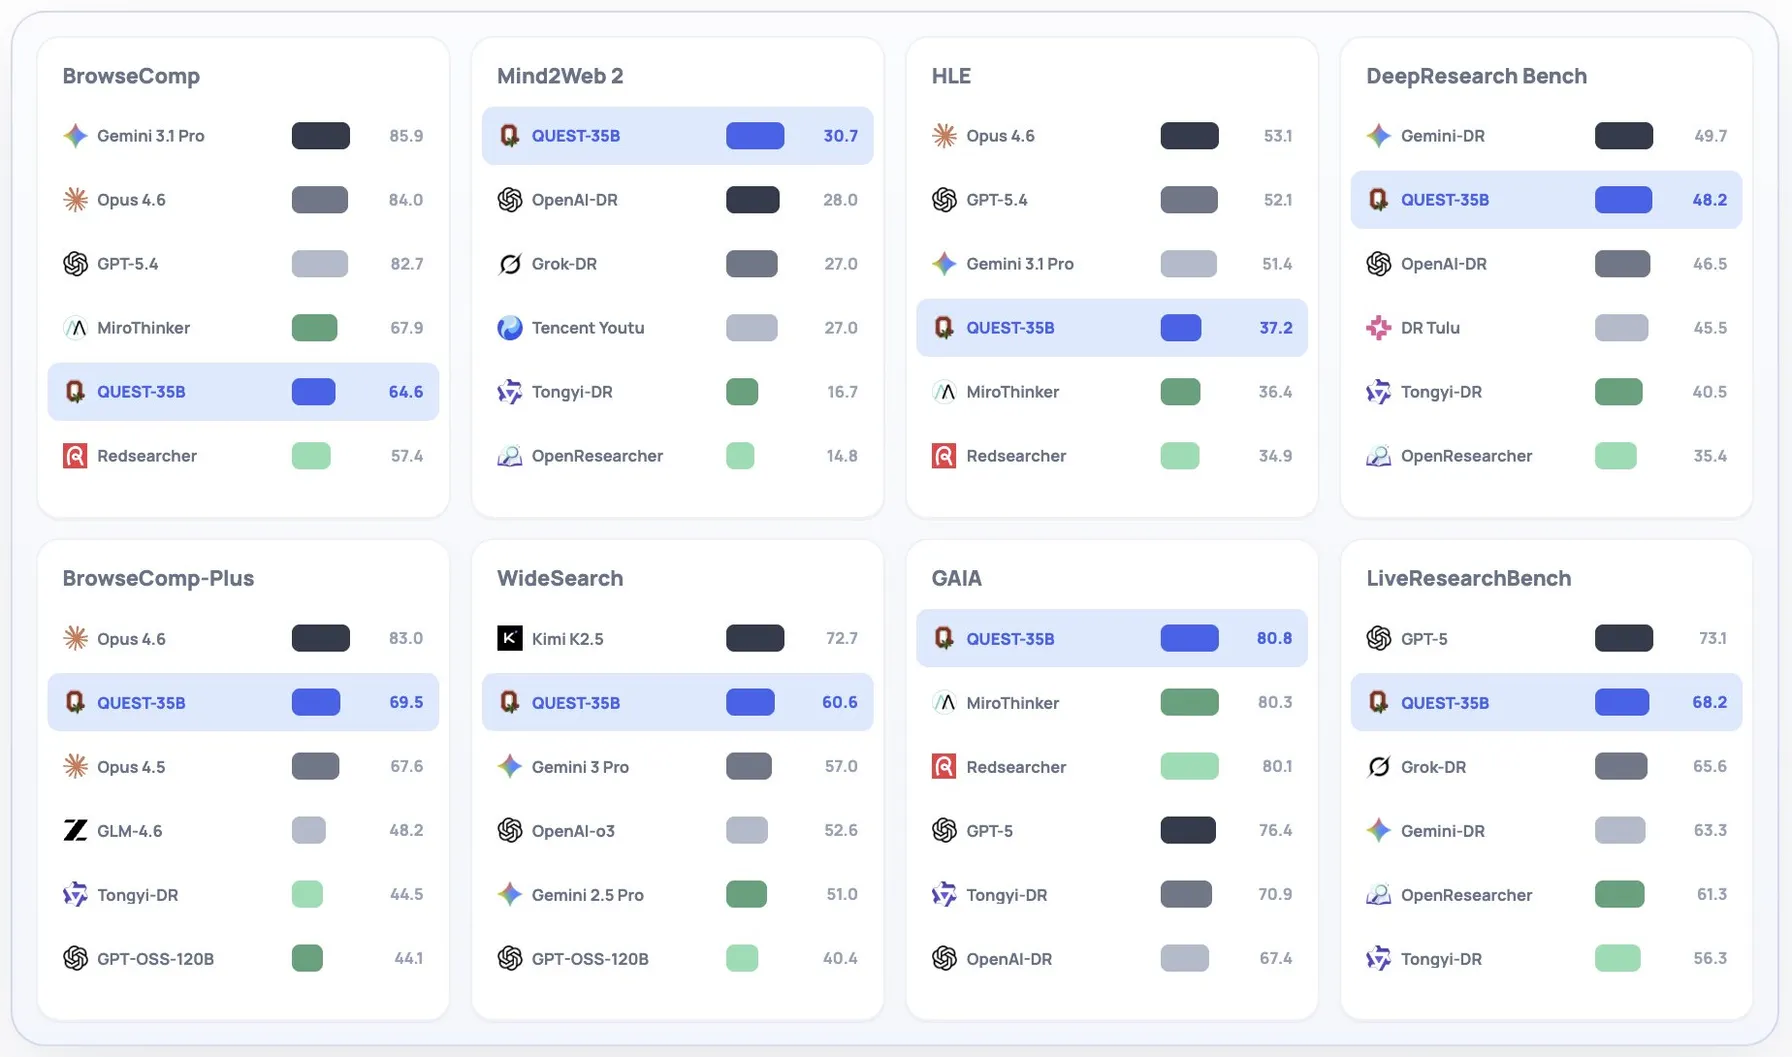 BrowseComp
Gemini 3.1 Pro 85.9
Opus 4.6 84.0
GPT-5.4 82.7
MiroThinker 67.9
QUEST-35B 64.6
Redsearcher 57.4
Mind2Web 2
QUEST-35B 30.7
OpenAI-DR 28.0
Grok-DR 27.0
Tencent Youtu 27.0
Tongyi-DR 16.7
OpenResearcher 14.8
HLE
Opus 4.6 53.1
GPT-5.4 52.1
Gemini 3.1 Pro 51.4
QUEST-35B 37.2
MiroThinker 36.4
Redsearcher 34.9
DeepResearch Bench
Gemini-DR 49.7
QUEST-35B 48.2
OpenAI-DR 46.5
DR Tulu 45.5
Tongyi-DR 40.5
OpenResearcher 35.4
BrowseComp-Plus
Opus 4.6 83.0
QUEST-35B 69.5
Opus 4.5 67.6
GLM-4.6 48.2
Tongyi-DR 44.5
GPT-OSS-120B 44.1
WideSearch
Kimi K2.5 72.7
QUEST-35B 60.6
Gemini 3 Pro 57.0
OpenAI-o3 52.6
Gemini 2.5 Pro 51.0
GPT-OSS-120B 40.4
GAIA
QUEST-35B 80.8
MiroThinker 80.3
Redsearcher 80.1
GPT-5 76.4
Tongyi-DR 70.9
OpenAI-DR 67.4
LiveResearchBench
GPT-5 73.1
QUEST-35B 68.2
Grok-DR 65.6
Gemini-DR 63.3
OpenResearcher 61.3
Tongyi-DR 56.3